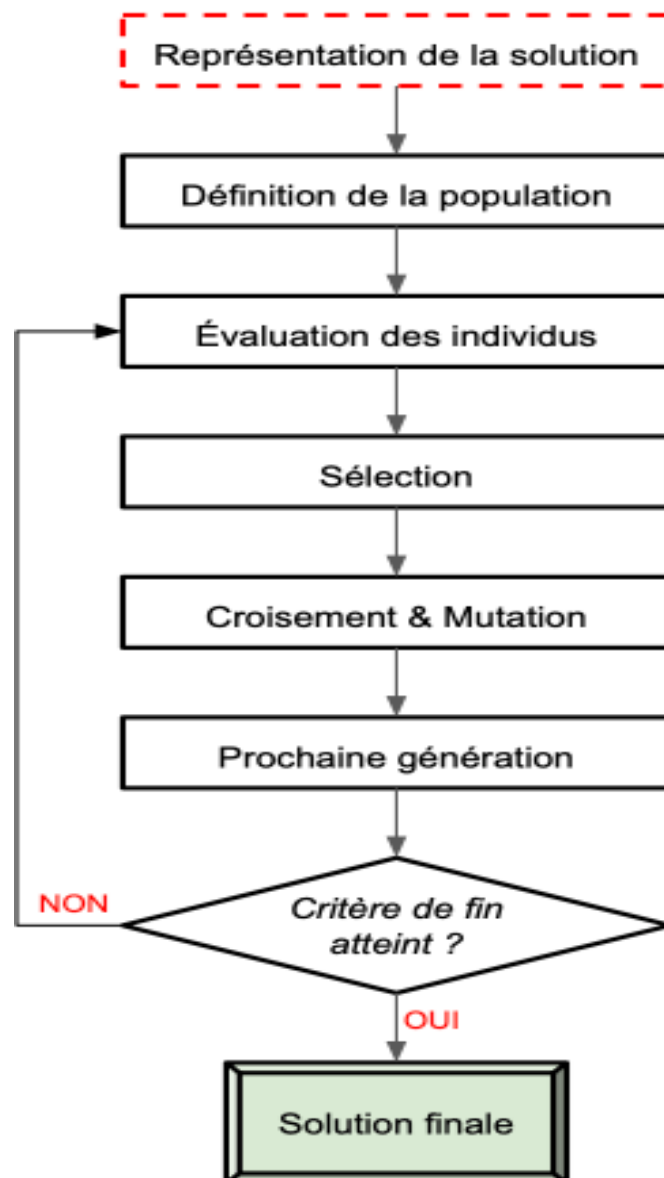 Représentation de la solution
Définition de la population
Évaluation des individus
Sélection
Croisement & Mutation
Prochaine génération
Critère de fin
atteint ?
NON
OUI
Solution finale